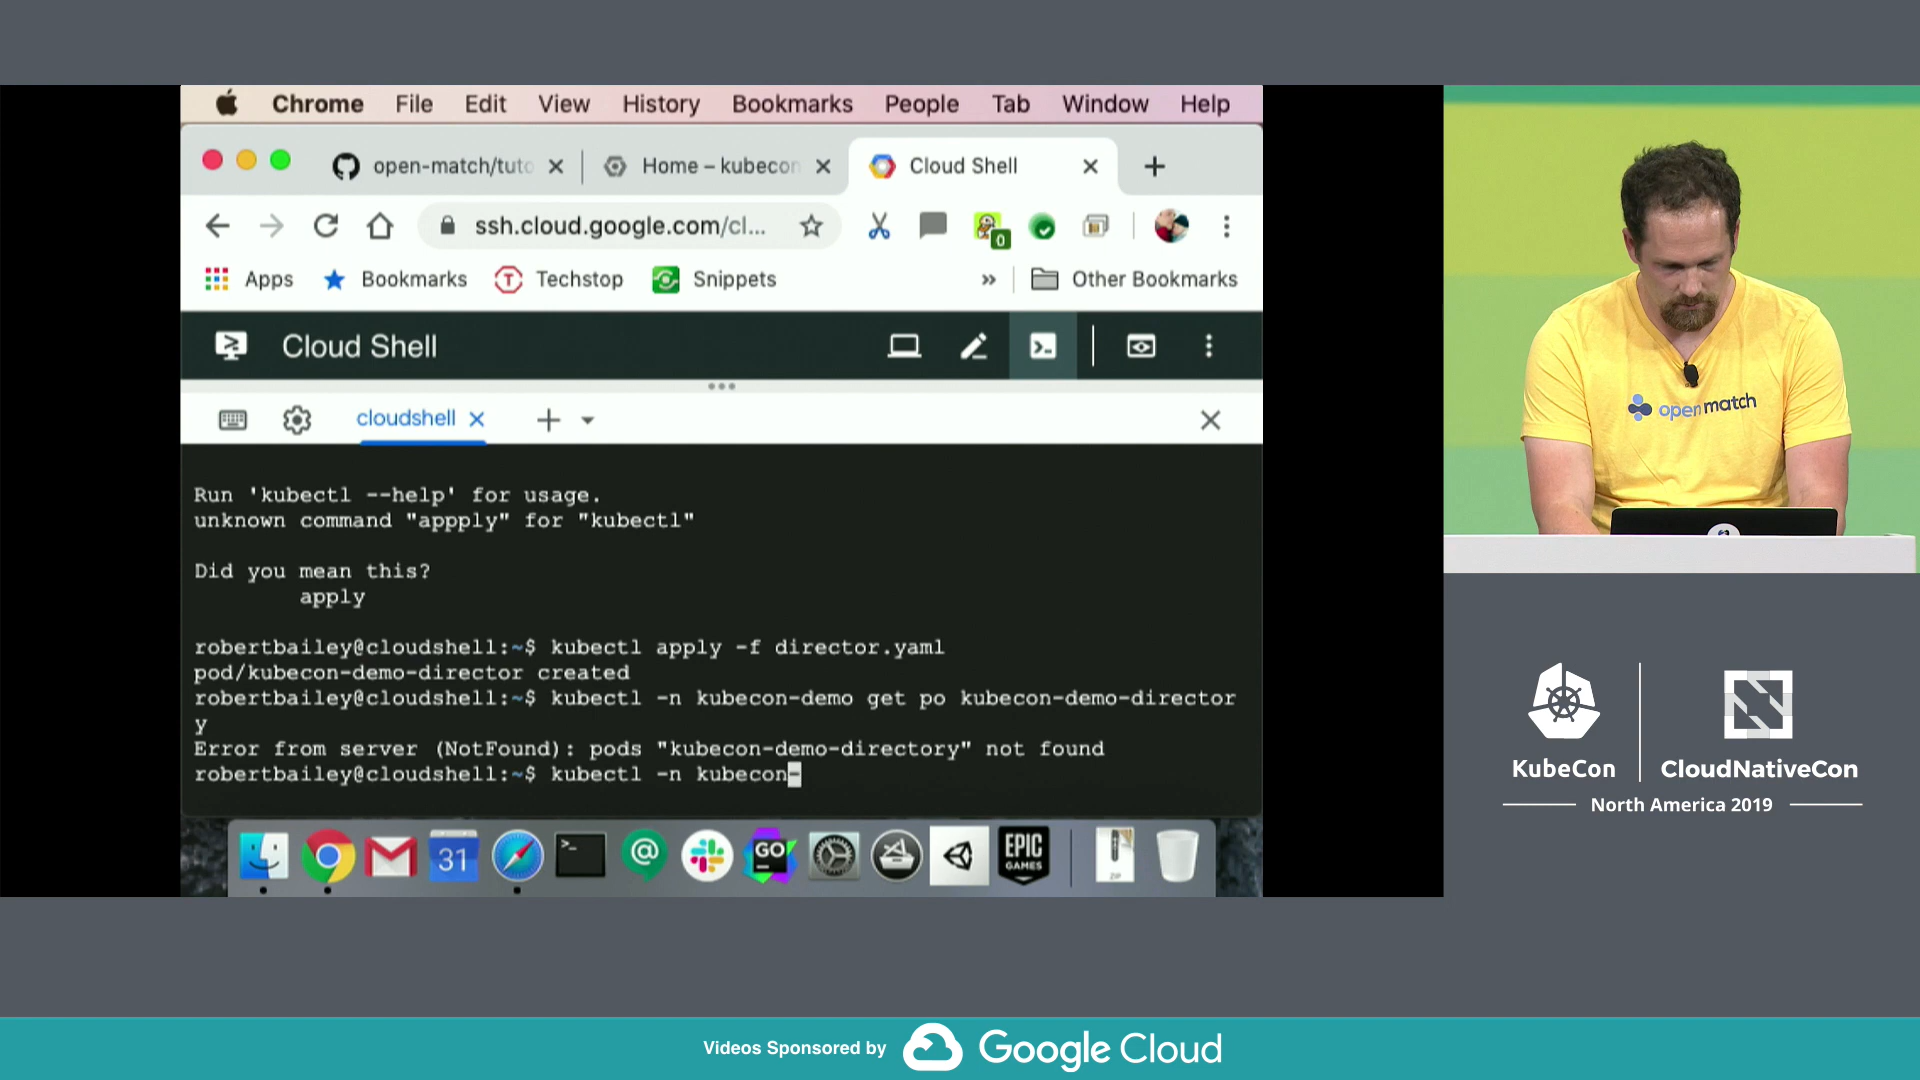 Chrome File Edit View History Bookmarks People Tab Window Help
open-match/tuto
Home – kubecon
Cloud Shell
ssh.cloud.google.com/cl...
0
Apps Bookmarks Techstop Snippets » Other Bookmarks
Cloud Shell
cloudshell
Run 'kubectl --help' for usage.
unknown command "appply" for "kubectl"
Did you mean this?
apply
robertbailey@cloudshell:~$ kubectl apply -f director.yaml
pod/kubecon-demo-director created
robertbailey@cloudshell:~$ kubectl -n kubecon-demo get po kubecon-demo-director
y
Error from server (NotFound): pods "kubecon-demo-directory" not found
robertbailey@cloudshell:~$ kubectl -n kubecon-
31
GO
EPIC
GAMES
ZIP
open match
KubeCon
CloudNativeCon
North America 2019
Videos Sponsored by Google Cloud